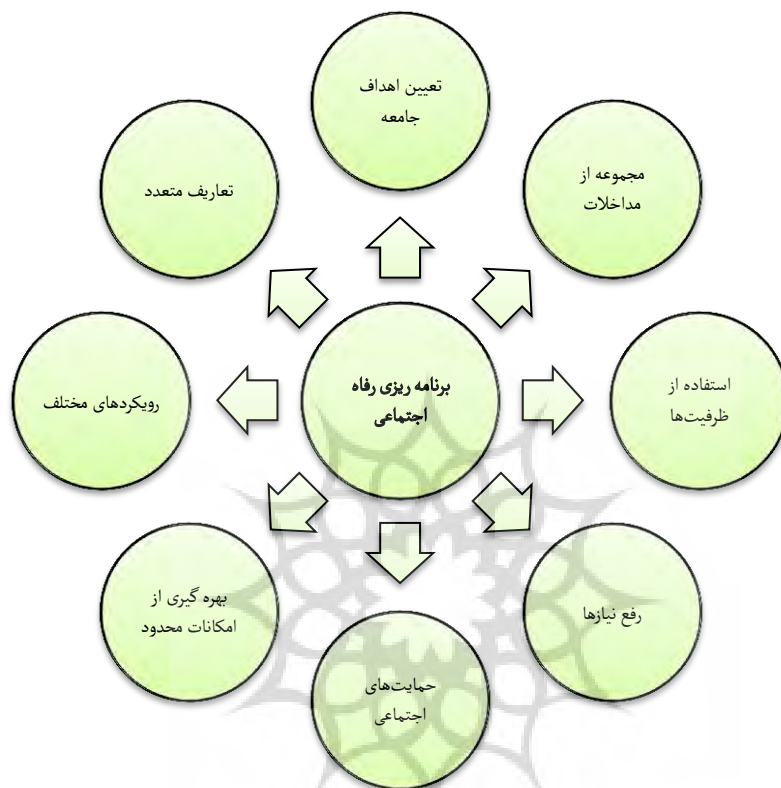 تعیین اهداف
جامعه
مجموعه از
مداخلات
استفاده از
ظرفیت‌ها
رفع نیازها
حمایت‌های
اجتماعی
بهره گیری از
امکانات محدود
رویکردهای مختلف
تعاریف متعدد
برنامه ریزی رفاه
اجتماعی